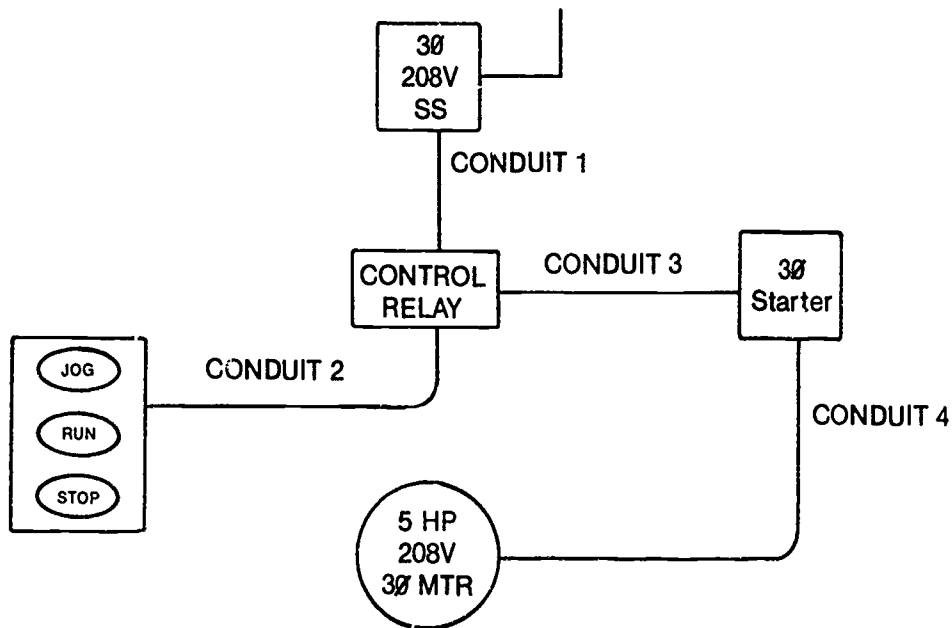 3Ø
208V
SS
CONDUIT 1
CONTROL
RELAY
CONDUIT 3
3Ø
Starter
JOG
RUN
STOP
CONDUIT 2
CONDUIT 4
5 HP
208V
3Ø MTR